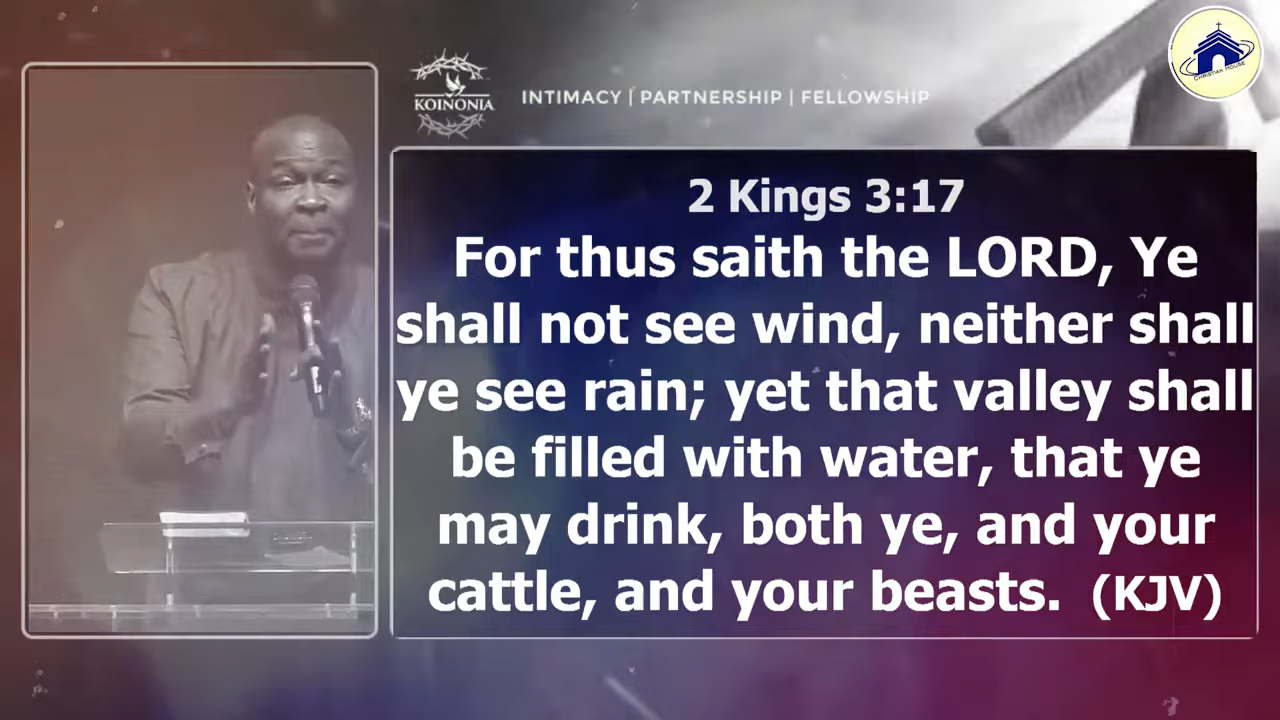 KOINONIA
INTIMACY | PARTNERSHIP | FELLOWSHIP
CHRISTIAN HOUSE
2 Kings 3:17
For thus saith the LORD, Ye
shall not see wind, neither shall
ye see rain; yet that valley shall
be filled with water, that ye
may drink, both ye, and your
cattle, and your beasts. (KJV)